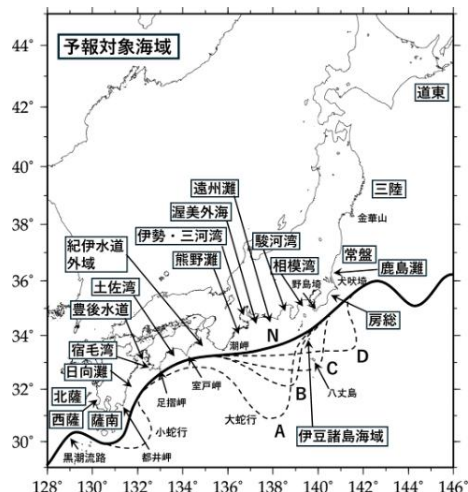 予報対象海域
44°
42°
40°
38°
36°
34°
32°
30°
128°
130°
132°
134°
136°
138°
140°
142°
144°
146°
道東
三陸
金華山
遠州灘
渥美外海
伊勢・三河湾
駿河湾
紀伊水道
外域
熊野灘
相模湾
野島埼
常盤
鹿島灘
犬吠埼
土佐湾
房総
豊後水道
潮岬
N
宿毛湾
日向灘
室戸岬
D
C
八丈島
B
足摺岬
北薩
西薩
薩南
A
大蛇行
小蛇行
伊豆諸島海域
黒潮流路
都井岬